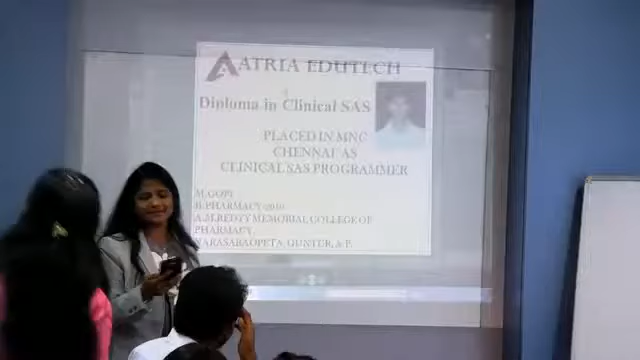 ATRIA EDUTECH
Diploma in Clinical SAS
PLACED IN MNC
CHENNAI AS
CLINICAL SAS PROGRAMMER
M.GOPI
B.PHARMACY 2010
A.M.REDDY MEMORIAL COLLEGE OF
PHARMACY,
NARASARAOPETA, GUNTUR, A P.